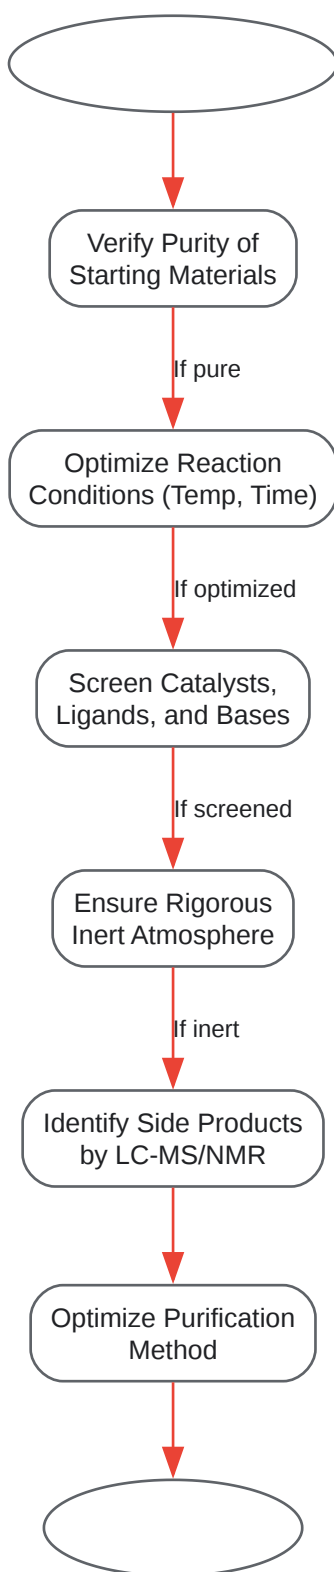 Verify Purity of
Starting Materials
If pure
Optimize Reaction
Conditions (Temp, Time)
If optimized
Screen Catalysts,
Ligands, and Bases
If screened
Ensure Rigorous
Inert Atmosphere
If inert
Identify Side Products
by LC-MS/NMR
Optimize Purification
Method